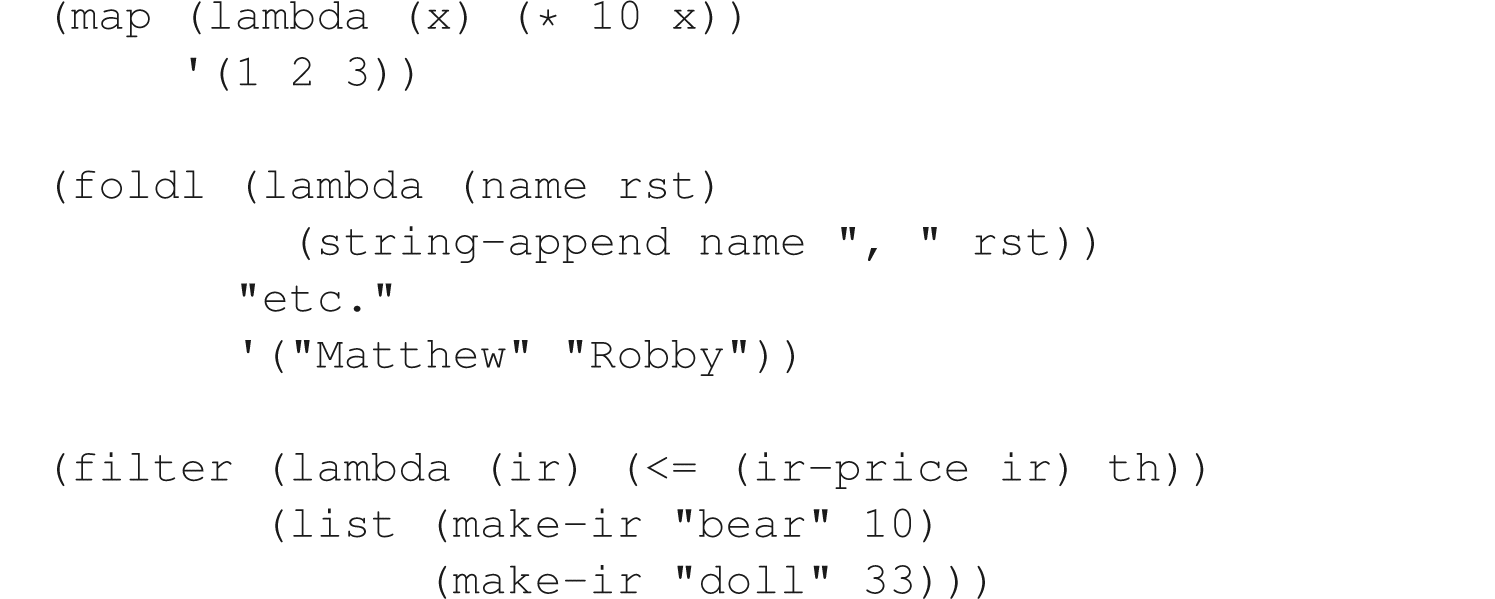 (map (lambda (x) (* 10 x))
     '(1 2 3))

(foldl (lambda (name rst)
         (string-append name ", " rst))
       "etc."
       '("Matthew" "Robby"))

(filter (lambda (ir) (<= (ir-price ir) th))
        (list (make-ir "bear" 10)
              (make-ir "doll" 33)))